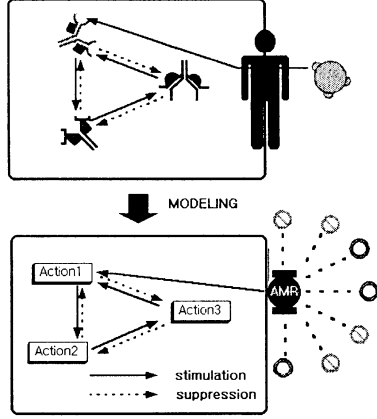 MODELING
Action1
AMR
Action3
Action2
stimulation
suppression